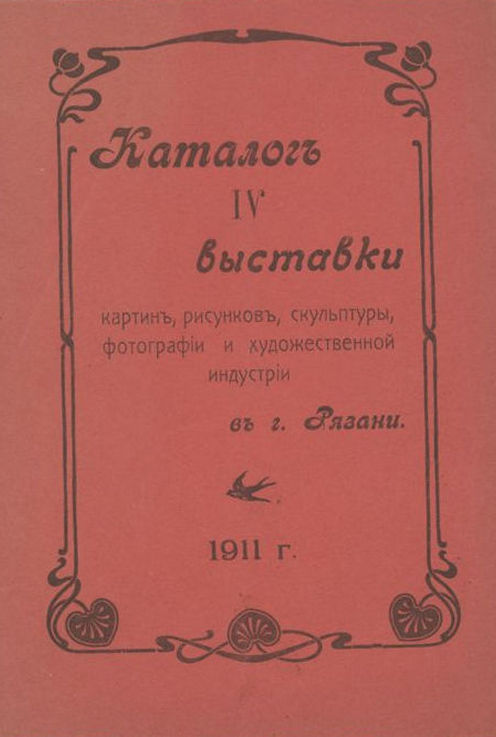 Каталогъ
IV
выставки
картинъ, рисунковъ, скульптуры,
фотографіи и художественной
индустріи
въ г. Рязани.
1911 г.